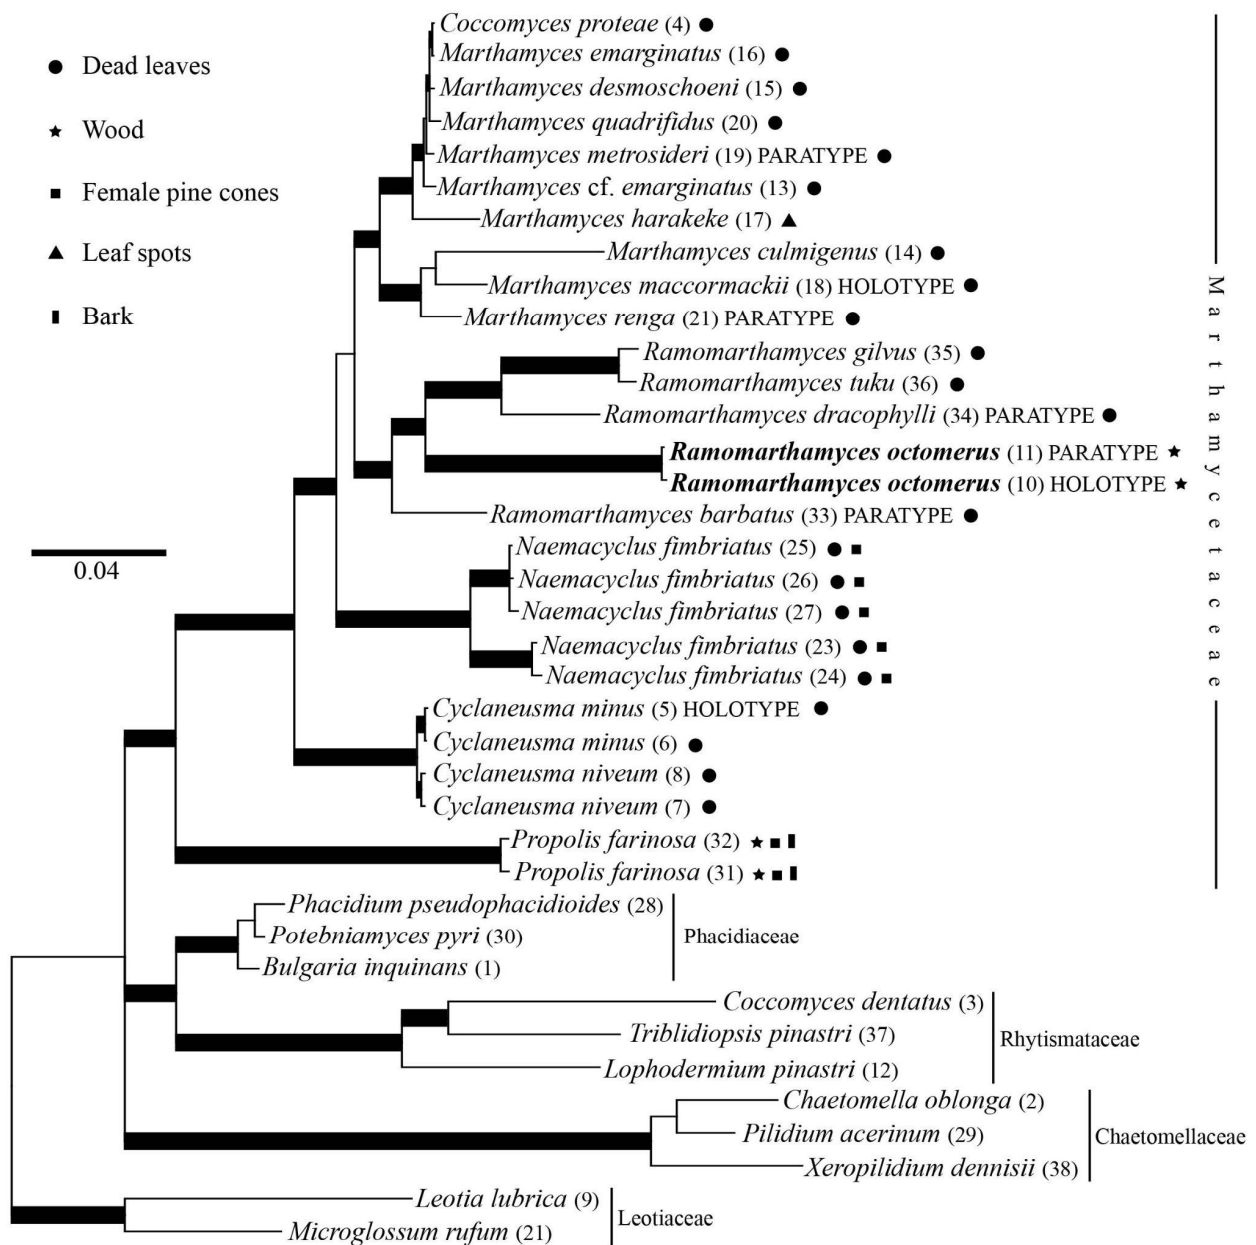 Dead leaves
Wood
Female pine cones
Leaf spots
Bark
0.04
Coccomyces proteae (4)
Marthamyces emarginatus (16)
Marthamyces desmoschoeni (15)
Marthamyces quadrifidus (20)
Marthamyces metrosideri (19) PARATYPE
Marthamyces cf. emarginatus (13)
Marthamyces harakeke (17)
Marthamyces culmigenus (14)
Marthamyces maccormackii (18) HOLOTYPE
Marthamyces renga (21) PARATYPE
Ramomarthamyces gilvus (35)
Ramomarthamyces tuku (36)
Ramomarthamyces dracophylli (34) PARATYPE
Ramomarthamyces octomerus (11) PARATYPE
Ramomarthamyces octomerus (10) HOLOTYPE
Ramomarthamyces barbatus (33) PARATYPE
Naemacyclus fimbriatus (25)
Naemacyclus fimbriatus (26)
Naemacyclus fimbriatus (27)
Naemacyclus fimbriatus (23)
Naemacyclus fimbriatus (24)
Cyclaneusma minus (5) HOLOTYPE
Cyclaneusma minus (6)
Cyclaneusma niveum (8)
Cyclaneusma niveum (7)
Propolis farinosa (32)
Propolis farinosa (31)
Marthamycetaceae
Phacidium pseudophacidioides (28)
Potebniamyces pyri (30)
Bulgaria inquinans (1)
Phacidiaceae
Coccomyces dentatus (3)
Triblidiopsis pinastri (37)
Lophodermium pinastri (12)
Rhytismataceae
Chaetomella oblonga (2)
Pilidium acerinum (29)
Xeropilidium dennisii (38)
Chaetomellaceae
Leotia lubrica (9)
Microglossum rufum (21)
Leotiaceae